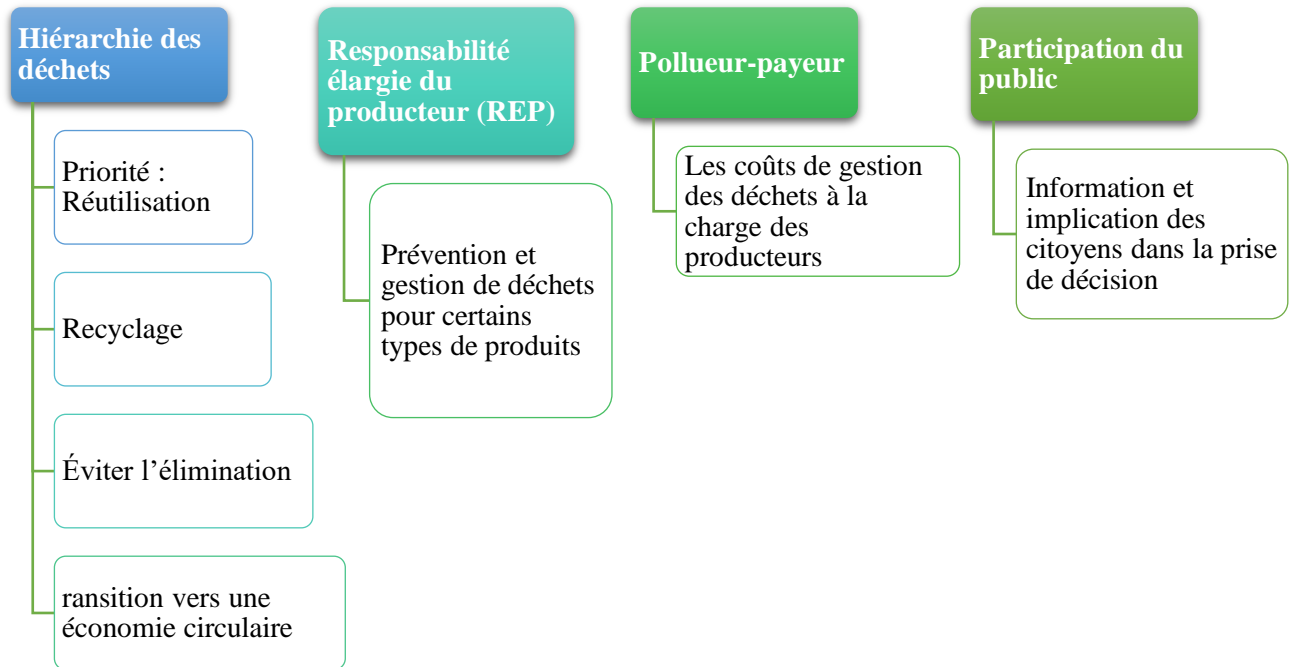 Hiérarchie des
déchets
Priorité :
Réutilisation
Recyclage
Éviter l’élimination
ransition vers une
économie circulaire
Responsabilité
élargie du
producteur (REP)
Prévention et
gestion de déchets
pour certains
types de produits
Pollueur-payeur
Les coûts de gestion
des déchets à la
charge des
producteurs
Participation du
public
Information et
implication des
citoyens dans la prise
de décision